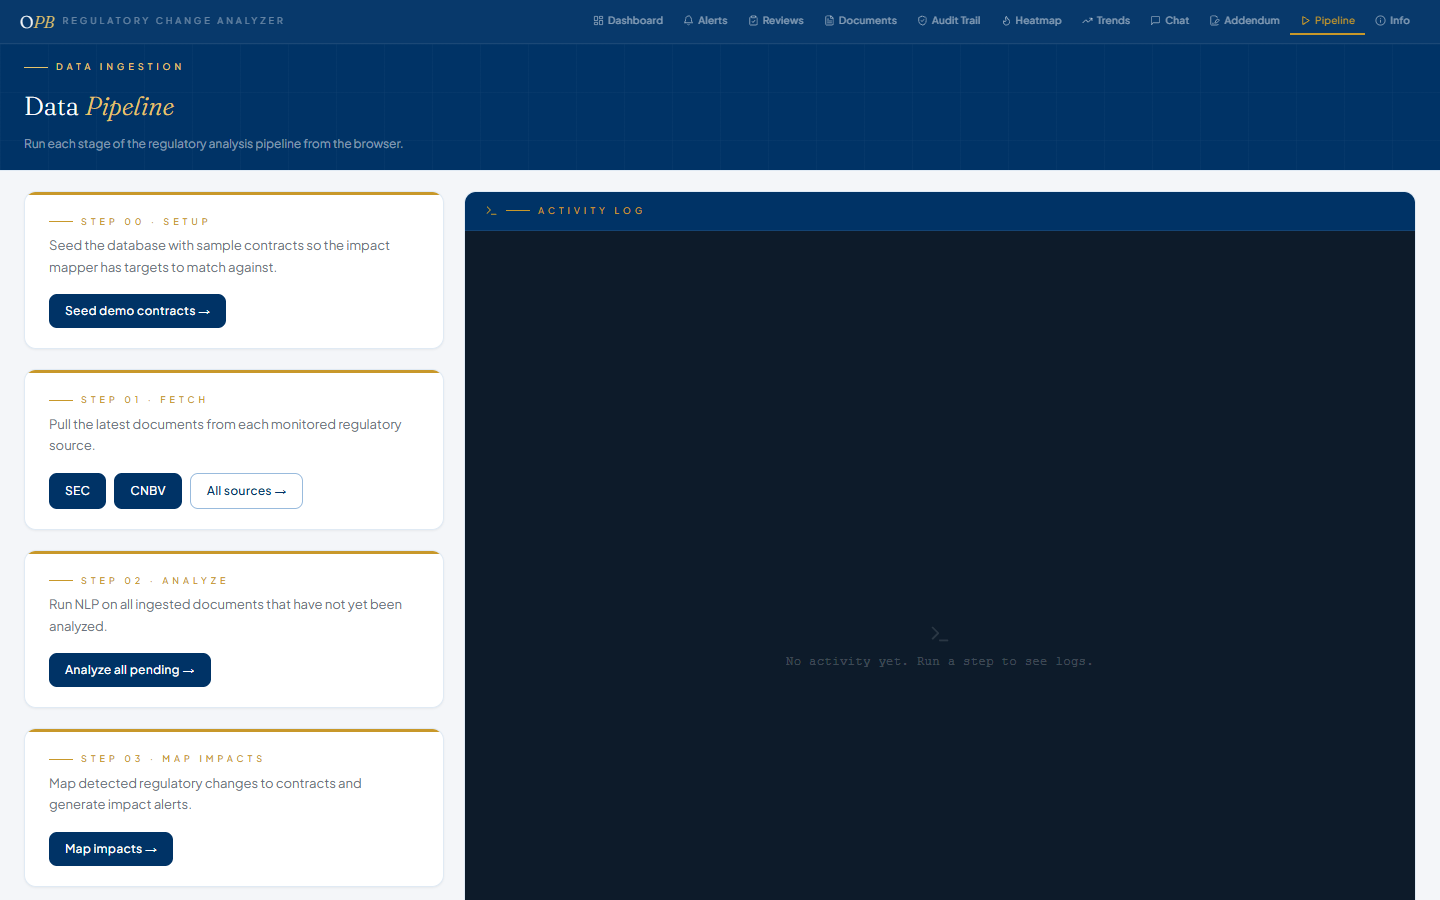 OPB REGULATORY CHANGE ANALYZER
Dashboard
Alerts
Reviews
Documents
Audit Trail
Heatmap
Trends
Chat
Addendum
Pipeline
Info
DATA INGESTION
Data Pipeline
Run each stage of the regulatory analysis pipeline from the browser.
STEP 00 · SETUP
Seed the database with sample contracts so the impact
mapper has targets to match against.
Seed demo contracts →
STEP 01 · FETCH
Pull the latest documents from each monitored regulatory
source.
SEC
CNBV
All sources →
STEP 02 · ANALYZE
Run NLP on all ingested documents that have not yet been
analyzed.
Analyze all pending →
STEP 03 · MAP IMPACTS
Map detected regulatory changes to contracts and
generate impact alerts.
Map impacts →
ACTIVITY LOG
No activity yet. Run a step to see logs.